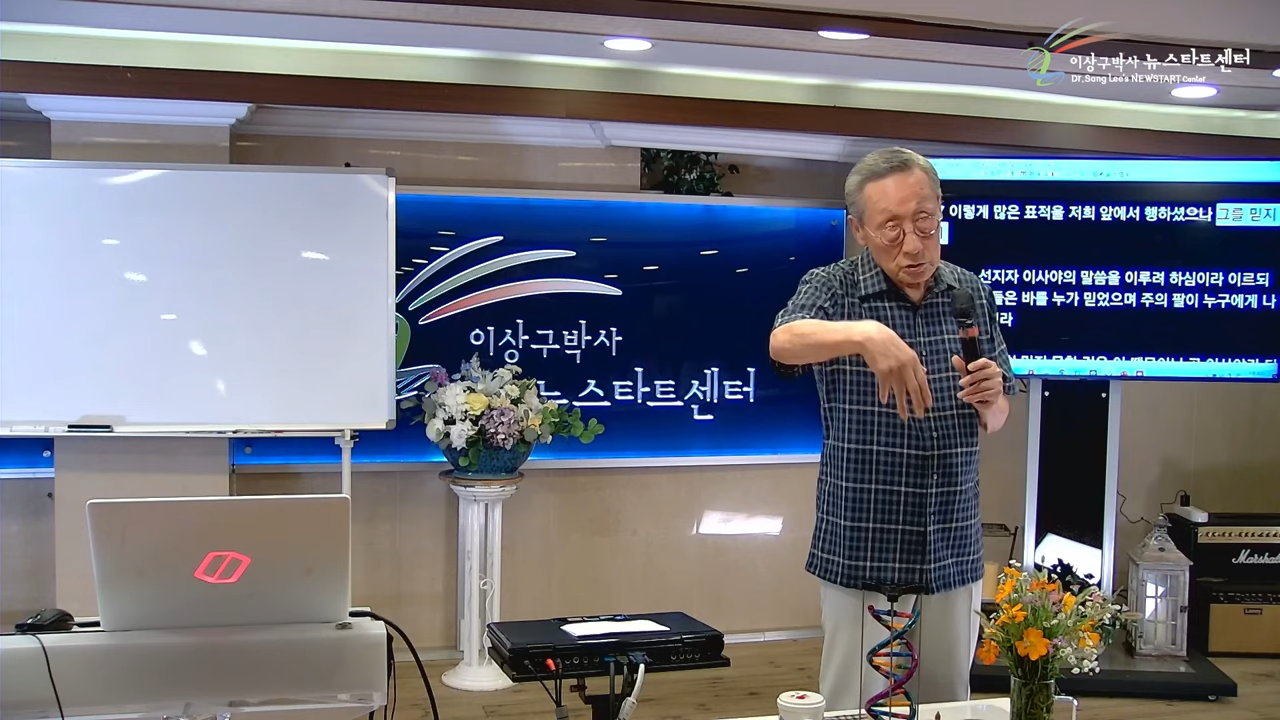 이상구박사 뉴스타트센터
Dr. Sang Lee's NEWSTART Center
이렇게 많은 표적을 저희 앞에서 행하셨으나 그를 믿지
선지자 이사야의 말씀을 이루려 하심이라 이르되
들은 바를 누가 믿었으며 주의 팔이 누구에게 나
라
이상구박사
뉴스타트센터
Marshall
Laney